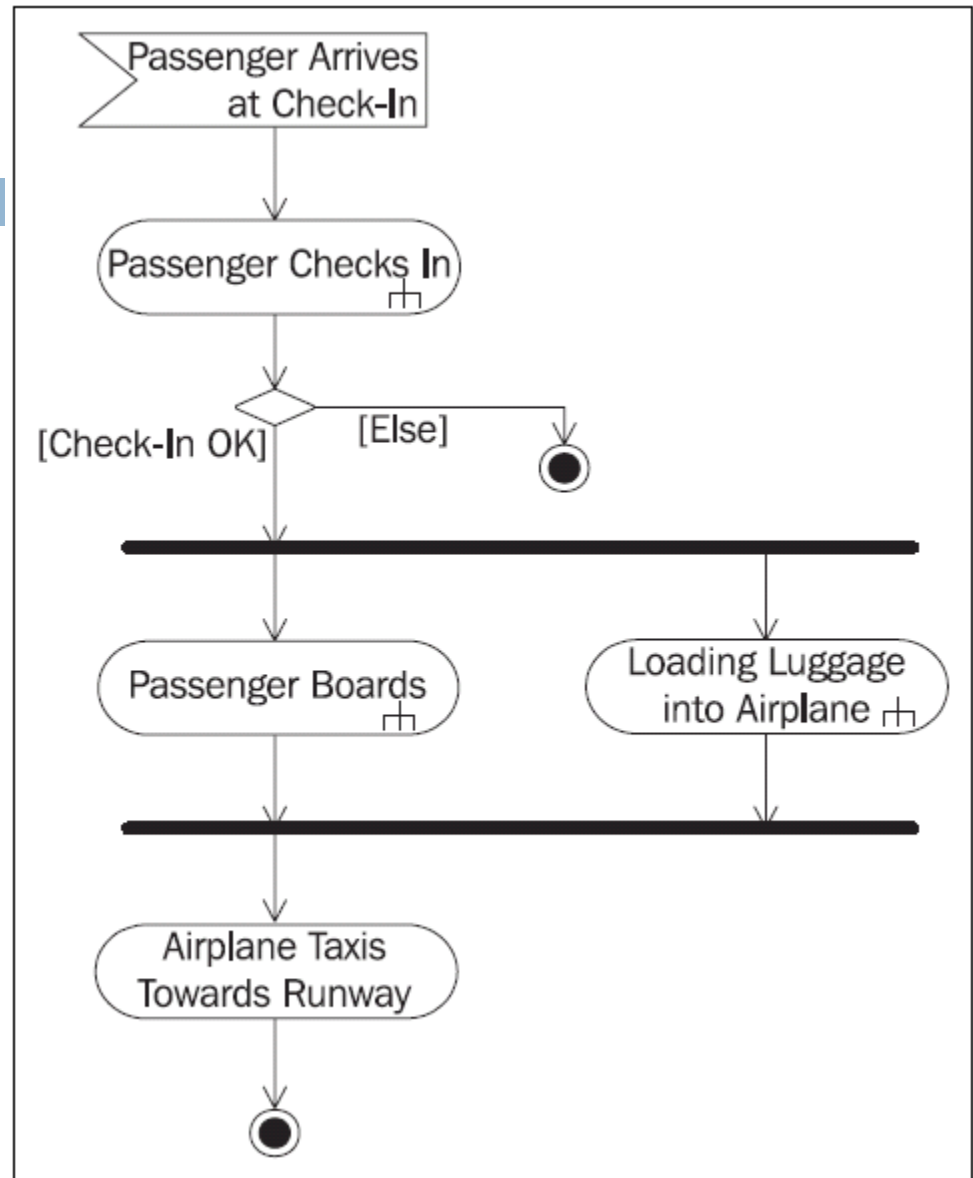 Passenger Arrives
at Check-In
Passenger Checks In
[Check-In OK]
[Else]
Passenger Boards
Loading Luggage
into Airplane
Airplane Taxis
Towards Runway